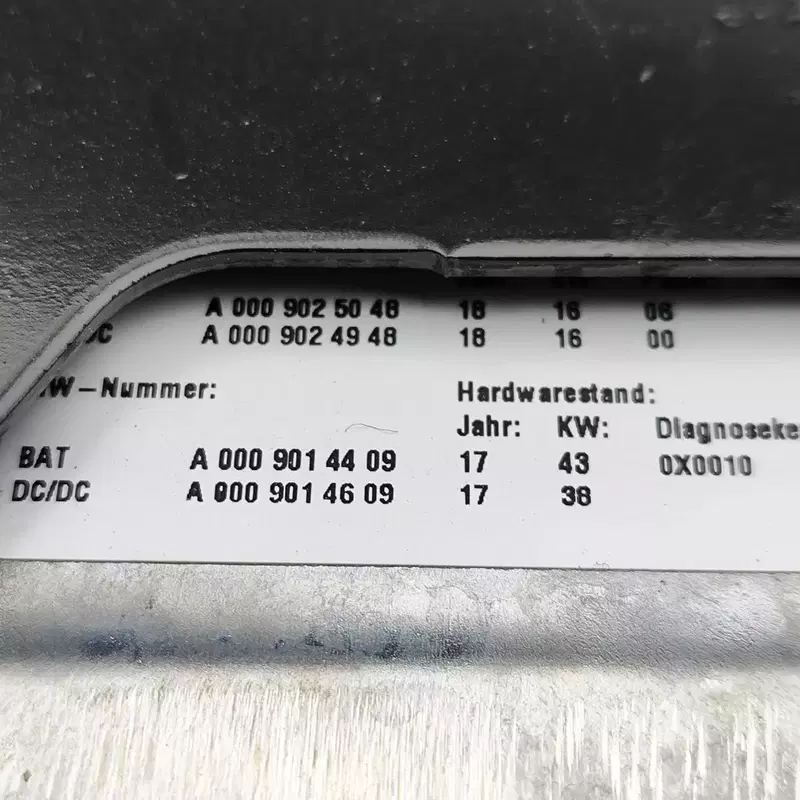 A 000 902 50 48 18 16 06
DC A 000 902 49 48 18 16 00
W-Nummer: Hardwarestand:
Jahr: KW: Diagnoseke
BAT A 000 901 44 09 17 43 0X0010
DC/DC A 000 901 46 09 17 38